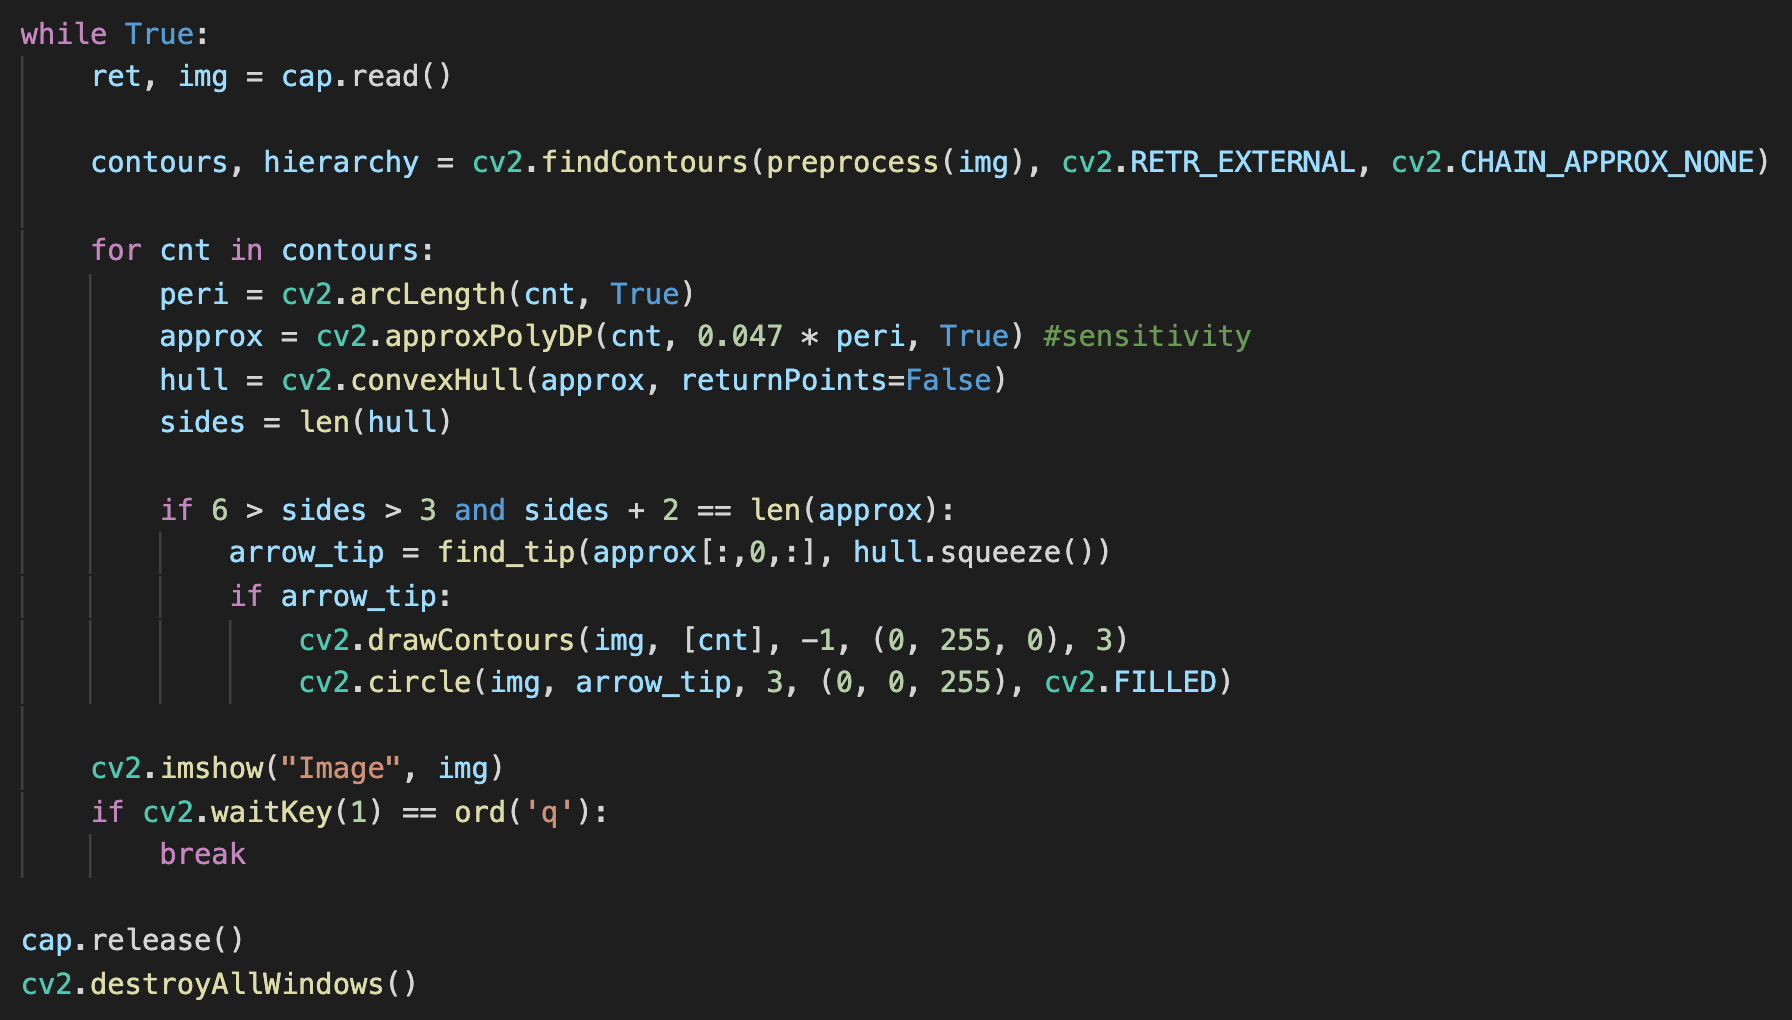 while True:
    ret, img = cap.read()

    contours, hierarchy = cv2.findContours(preprocess(img), cv2.RETR_EXTERNAL, cv2.CHAIN_APPROX_NONE)

    for cnt in contours:
        peri = cv2.arcLength(cnt, True)
        approx = cv2.approxPolyDP(cnt, 0.047 * peri, True) #sensitivity
        hull = cv2.convexHull(approx, returnPoints=False)
        sides = len(hull)

        if 6 > sides > 3 and sides + 2 == len(approx):
            arrow_tip = find_tip(approx[:,0,:], hull.squeeze())
            if arrow_tip:
                cv2.drawContours(img, [cnt], -1, (0, 255, 0), 3)
                cv2.circle(img, arrow_tip, 3, (0, 0, 255), cv2.FILLED)

    cv2.imshow("Image", img)
    if cv2.waitKey(1) == ord('q'):
        break

cap.release()
cv2.destroyAllWindows()